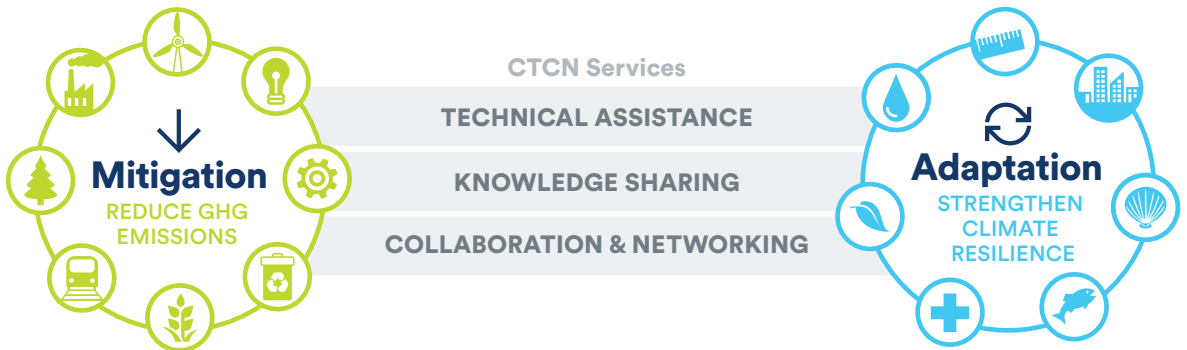 CTCN Services
TECHNICAL ASSISTANCE
KNOWLEDGE SHARING
COLLABORATION & NETWORKING
Mitigation
REDUCE GHG
EMISSIONS
Adaptation
STRENGTHEN
CLIMATE
RESILIENCE